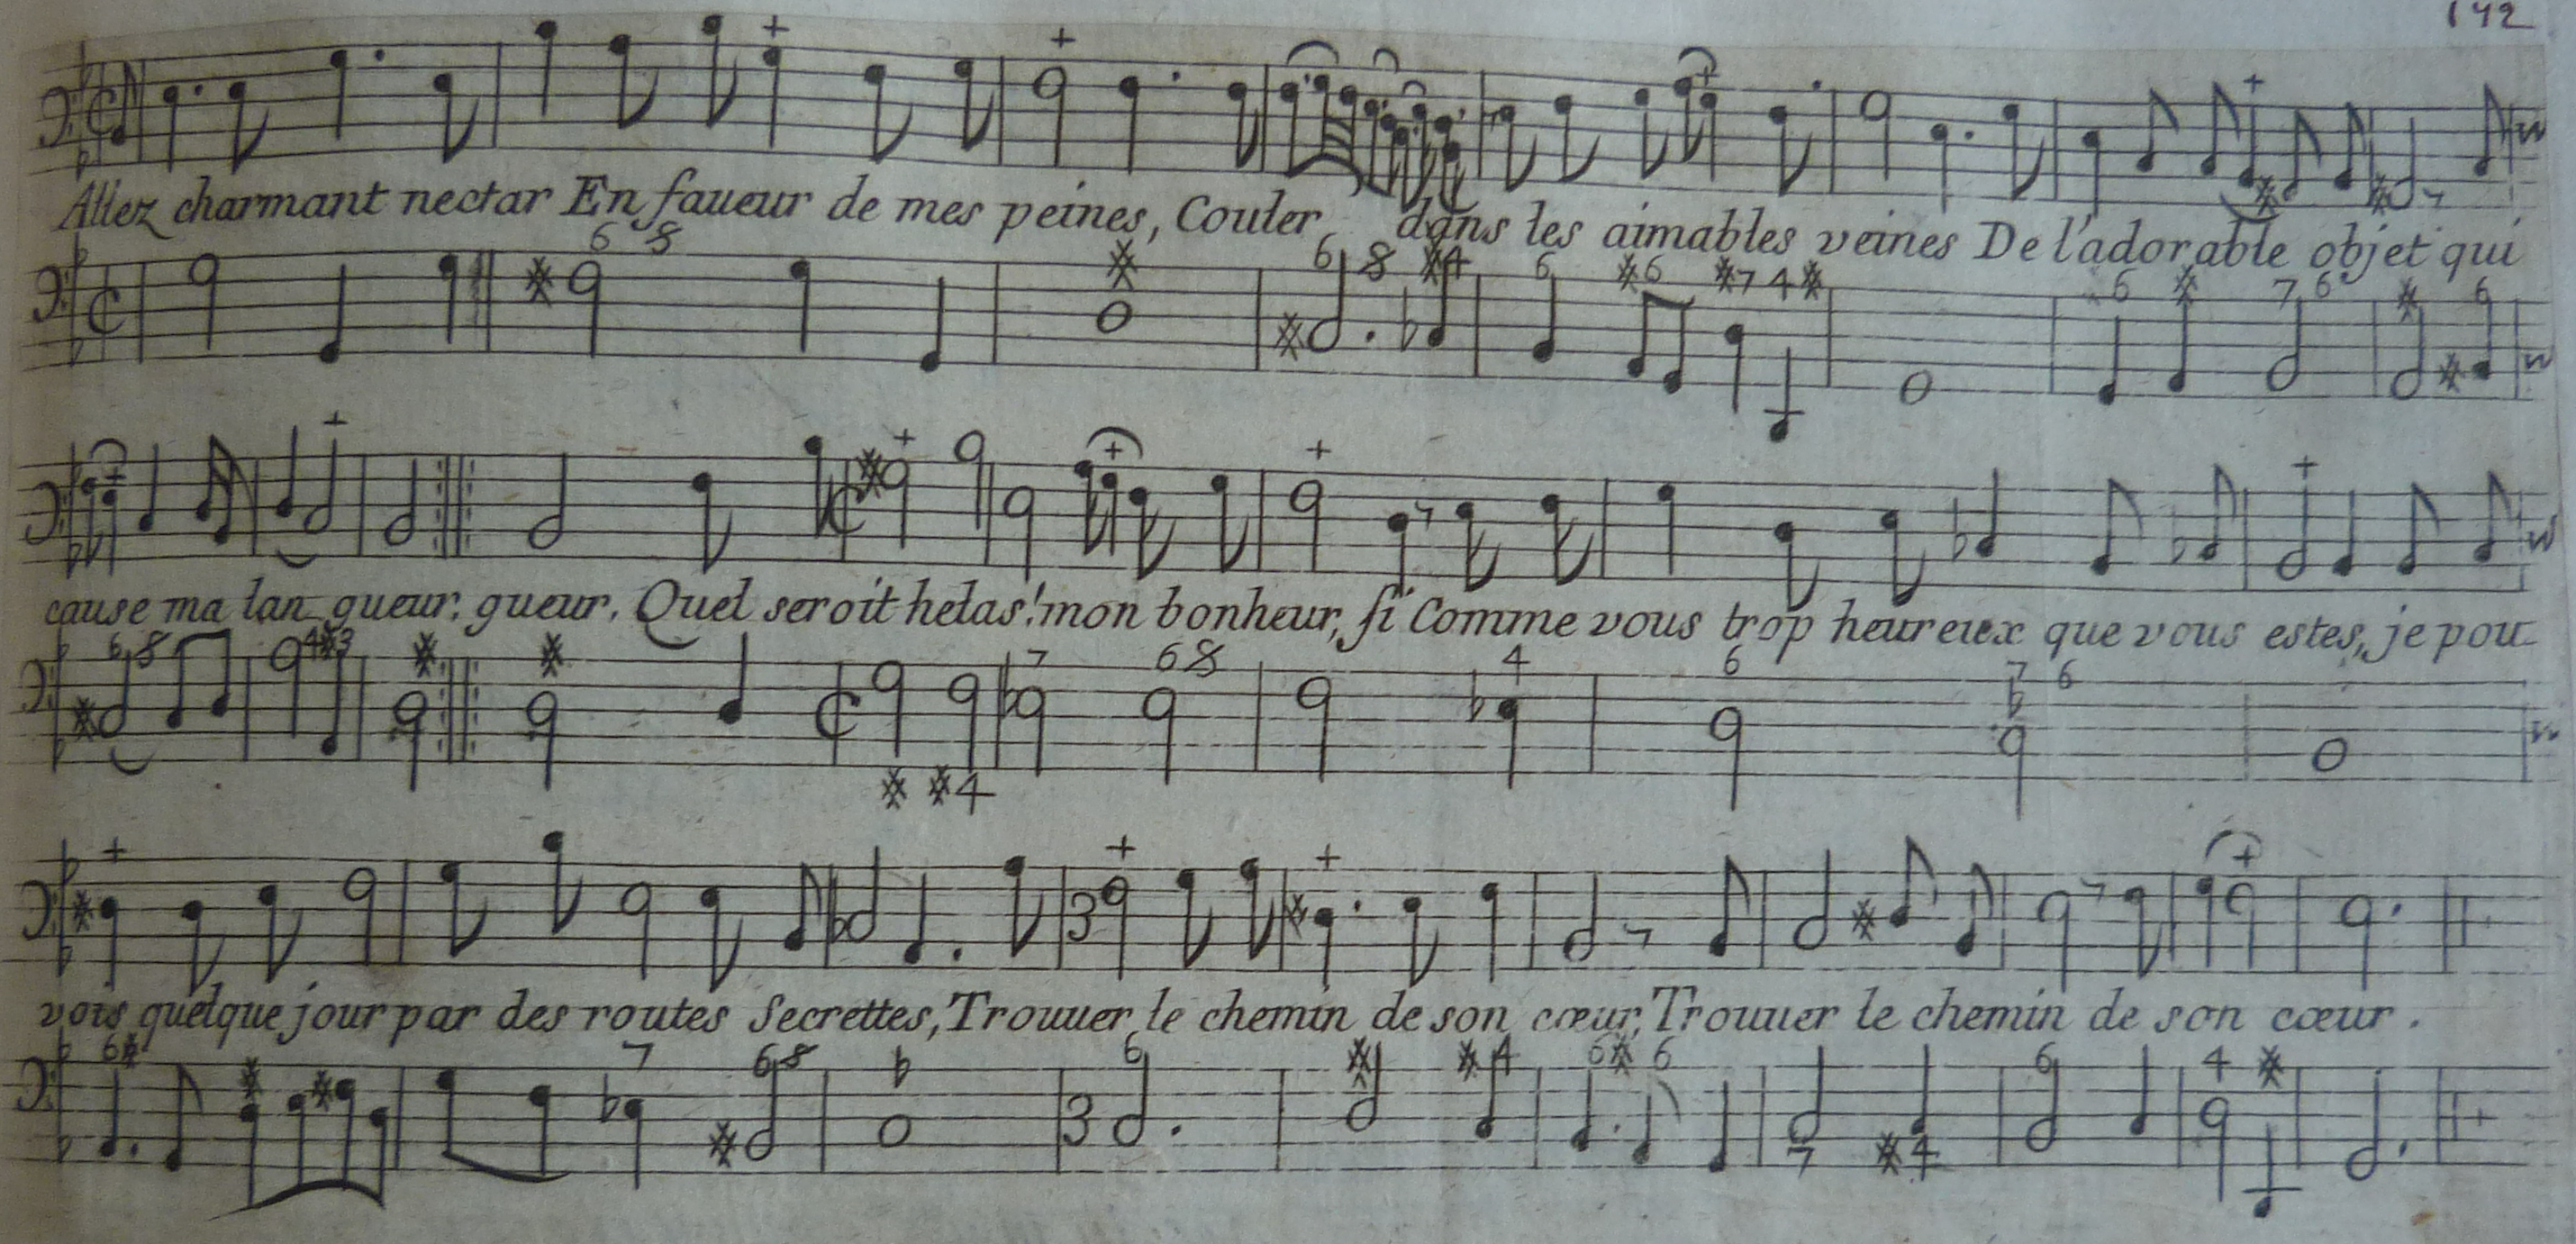 142
Allez charmant nectar En faueur de mes peines, Couler dans les aimables veines De l'adorable objet qui
6 8 6 8 4 6 6 7 4 6 7 6 6
cause ma lan gueur. gueur. Quel seroit helas! mon bonheur, si Comme vous trop heureux que vous estes, je pou
6 8 4 3 7 6 8 4 6 7 6
4
3
vois quelque jour par des routes Secrettes, Trouuer le chemin de son cœur, Trouuer le chemin de son cœur.
6 7 6 8 6 4 6 6 6 4
3
7 4